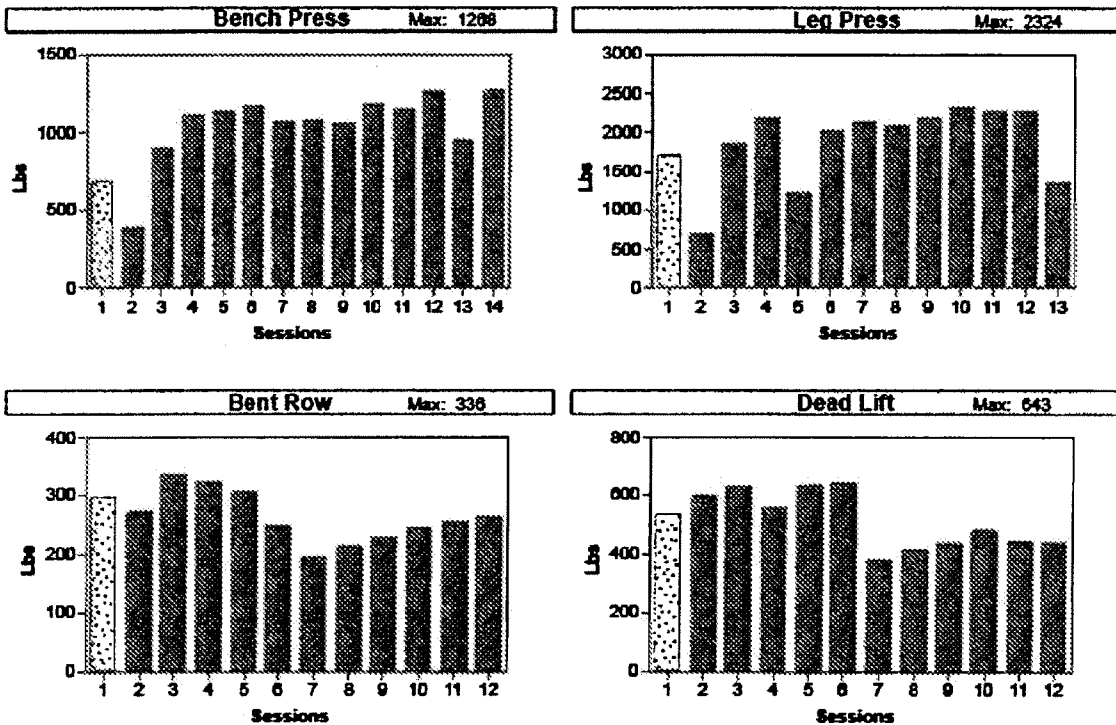 Bench Press Max:
1500
1000
500
0
Lbs
1 2 3 4 5 6 7 8 9 10 11 12 13 14
Sessions
Leg Press Max: 2324
3000
2500
2000
1500
1000
500
0
Lbs
1 2 3 4 5 6 7 8 9 10 11 12 13
Sessions
Bent Row Max: 336
400
300
200
100
0
Lbs
1 2 3 4 5 6 7 8 9 10 11 12
Sessions
Dead Lift Max: 643
800
600
400
200
0
Lbs
1 2 3 4 5 6 7 8 9 10 11 12
Sessions